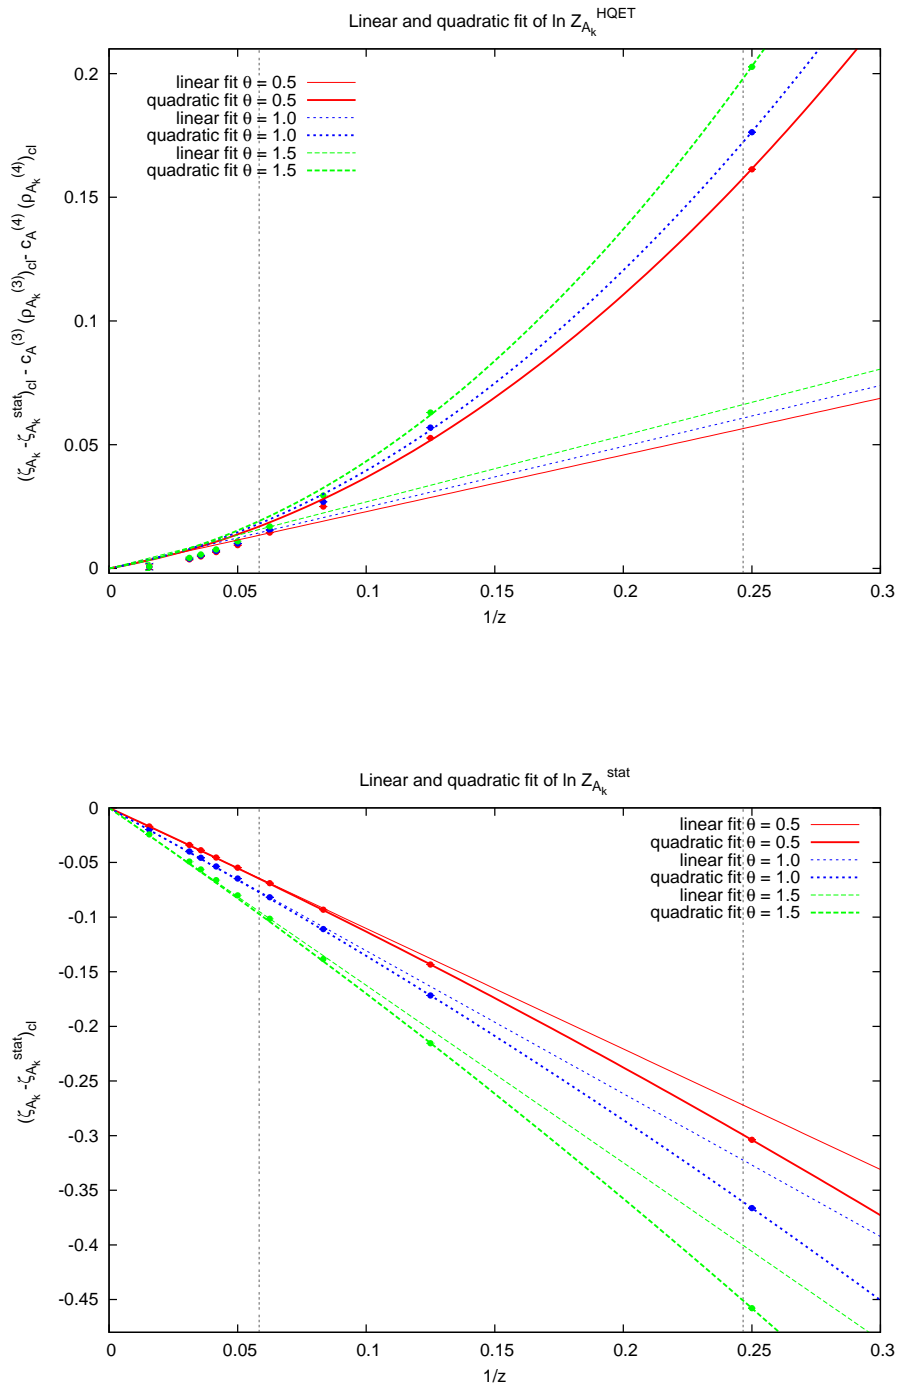 Linear and quadratic fit of ln Z_{A_k}^{HQET}
linear fit θ = 0.5
quadratic fit θ = 0.5
linear fit θ = 1.0
quadratic fit θ = 1.0
linear fit θ = 1.5
quadratic fit θ = 1.5
(ζ_{A_k} -ζ_{A_k}^{stat})_{cl} - c_A^{(3)} (ρ_{A_k}^{(3)})_{cl}- c_A^{(4)} (ρ_{A_k}^{(4)})_{cl}
0.2
0.15
0.1
0.05
0
0 0.05 0.1 0.15 0.2 0.25 0.3
1/z
Linear and quadratic fit of ln Z_{A_k}^{stat}
linear fit θ = 0.5
quadratic fit θ = 0.5
linear fit θ = 1.0
quadratic fit θ = 1.0
linear fit θ = 1.5
quadratic fit θ = 1.5
(ζ_{A_k} -ζ_{A_k}^{stat})_{cl}
0
-0.05
-0.1
-0.15
-0.2
-0.25
-0.3
-0.35
-0.4
-0.45
0 0.05 0.1 0.15 0.2 0.25 0.3
1/z